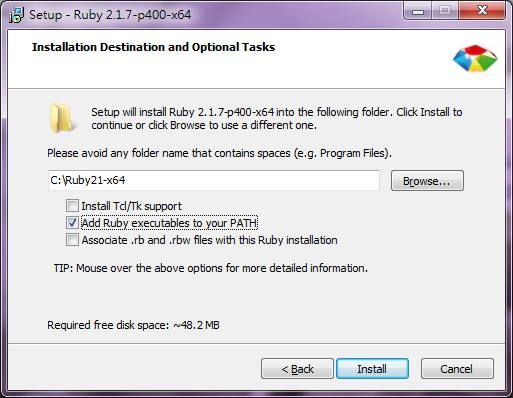 Setup - Ruby 2.1.7-p400-x64
Installation Destination and Optional Tasks
Setup will install Ruby 2.1.7-p400-x64 into the following folder. Click Install to
continue or click Browse to use a different one.
Please avoid any folder name that contains spaces (e.g. Program Files).
C:\Ruby21-x64
Browse...
Install Tcl/Tk support
Add Ruby executables to your PATH
Associate .rb and .rbw files with this Ruby installation
TIP: Mouse over the above options for more detailed information.
Required free disk space: ~48.2 MB
< Back
Install
Cancel